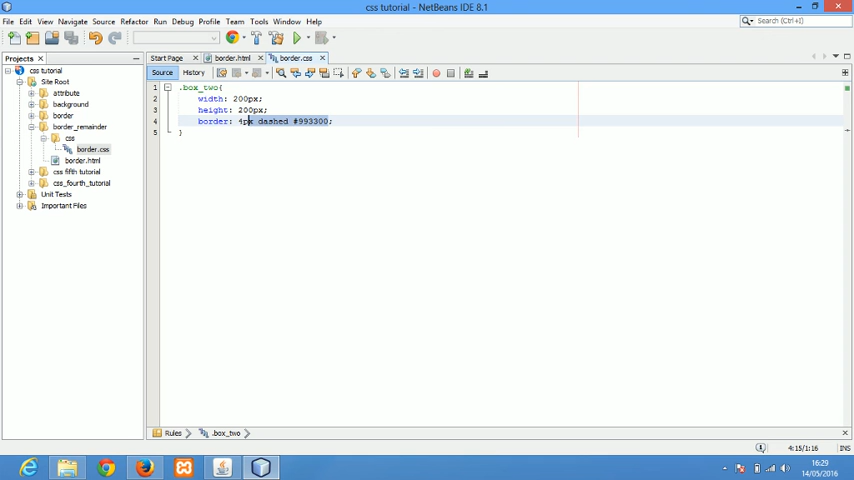 css tutorial - NetBeans IDE 8.1
File Edit View Navigate Source Refactor Run Debug Profile Team Tools Window Help
Search (Ctrl+I)
Projects
Start Page
border.html
border.css
Source
History
css tutorial
Site Root
attribute
background
border
border_remainder
css
border.css
border.html
css fifth tutorial
css_fourth_tutorial
Unit Tests
Important Files
1 .box_two{
2 width: 200px;
3 height: 200px;
4 border: 4px dashed #993300;
5 }
Rules
.box_two
4:15/1:16
INS
16:29
14/05/2016